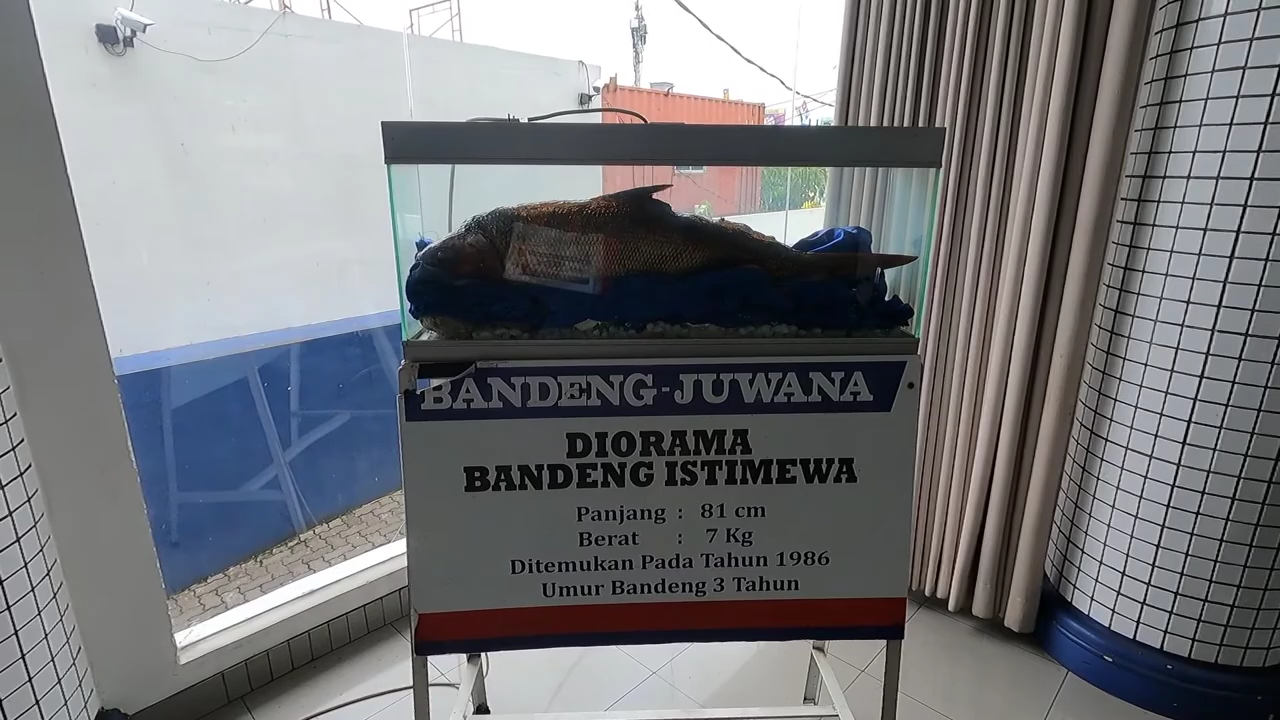 BANDENG-JUWANA
DIORAMA
BANDENG ISTIMEWA
Panjang : 81 cm
Berat : 7 Kg
Ditemukan Pada Tahun 1986
Umur Bandeng 3 Tahun